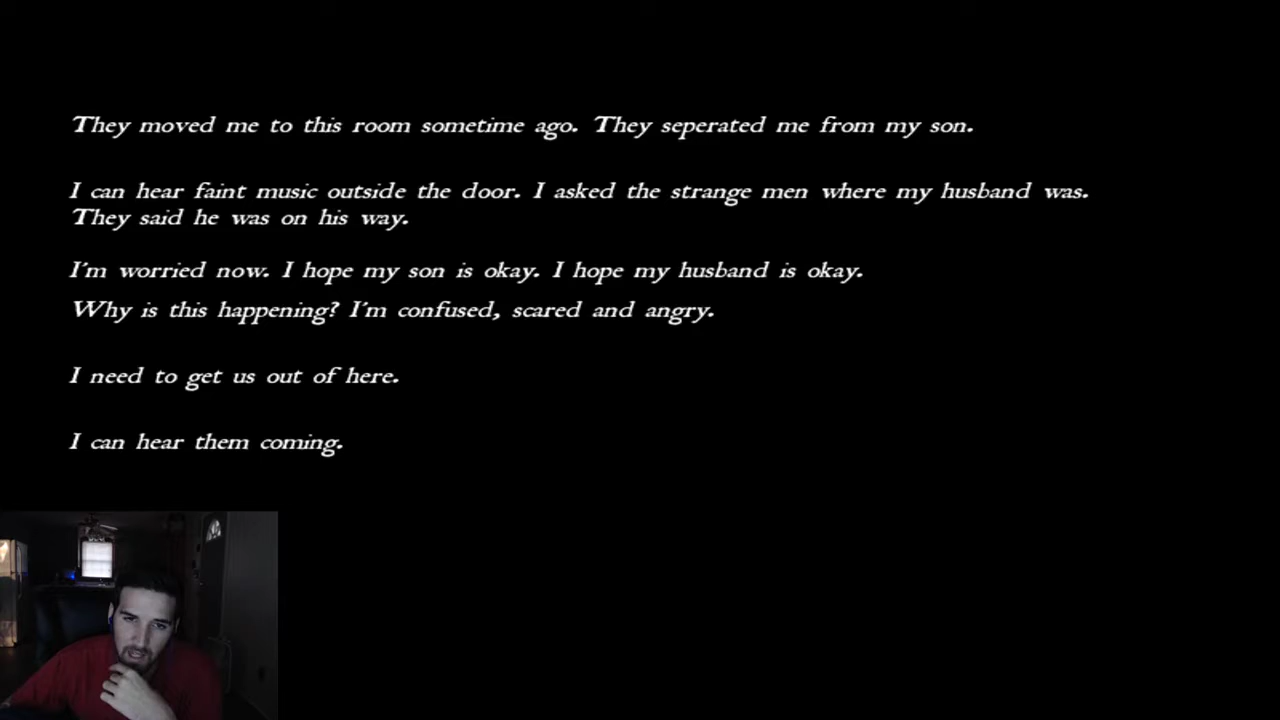 They moved me to this room sometime ago. They seperated me from my son.
I can hear faint music outside the door. I asked the strange men where my husband was.
They said he was on his way.
I'm worried now. I hope my son is okay. I hope my husband is okay.
Why is this happening? I'm confused, scared and angry.
I need to get us out of here.
I can hear them coming.